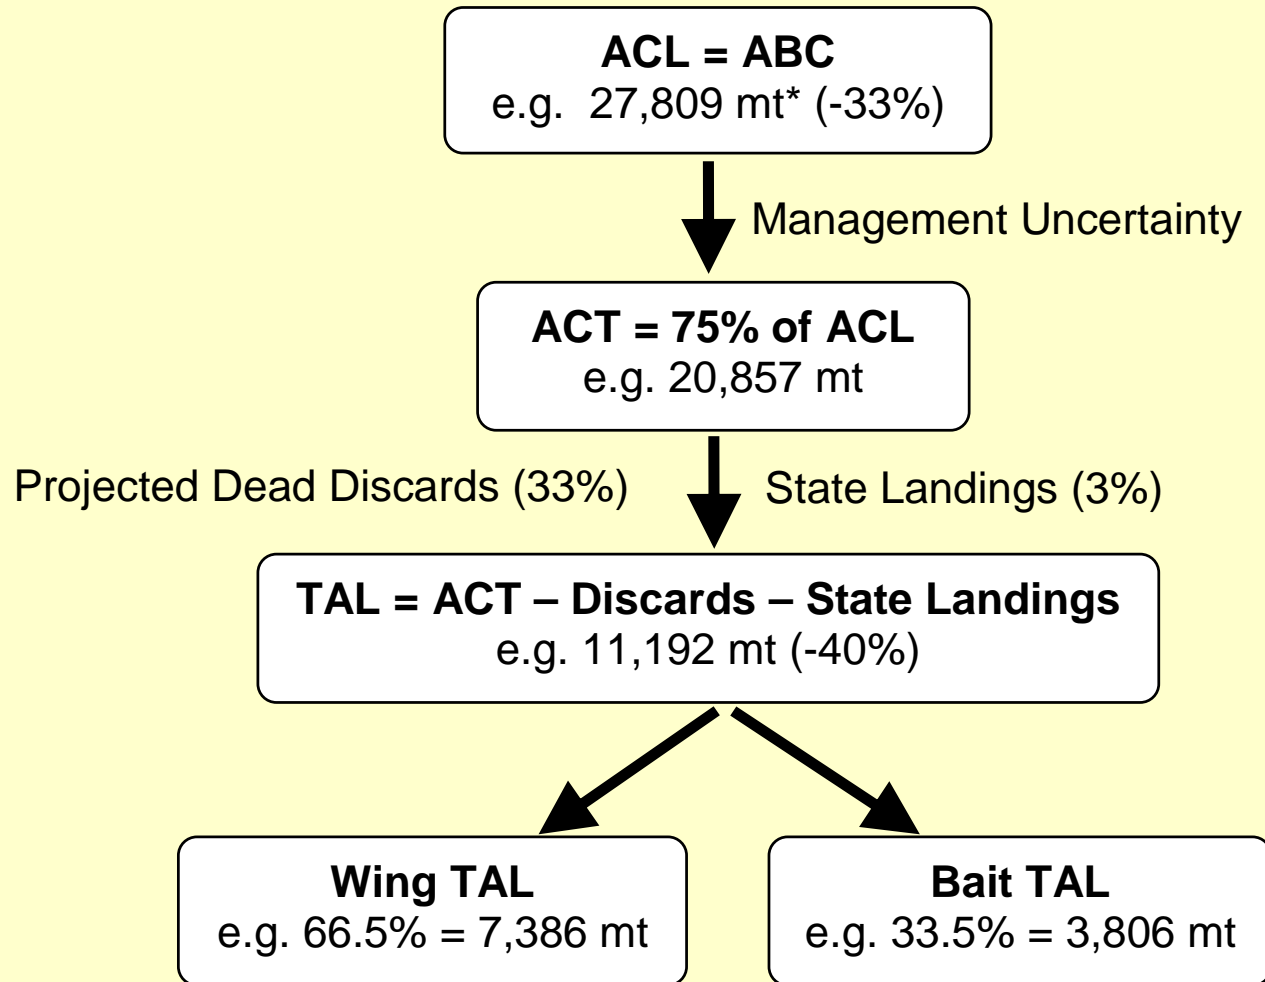 ACL = ABC
e.g. 27,809 mt* (-33%)
Management Uncertainty
ACT = 75% of ACL
e.g. 20,857 mt
Projected Dead Discards (33%)
State Landings (3%)
TAL = ACT – Discards – State Landings
e.g. 11,192 mt (-40%)
Wing TAL
e.g. 66.5% = 7,386 mt
Bait TAL
e.g. 33.5% = 3,806 mt